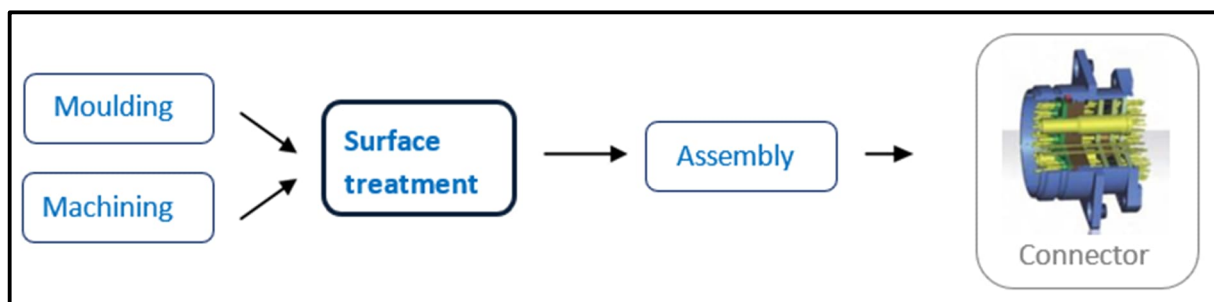 Moulding
Machining
Surface
treatment
Assembly
Connector